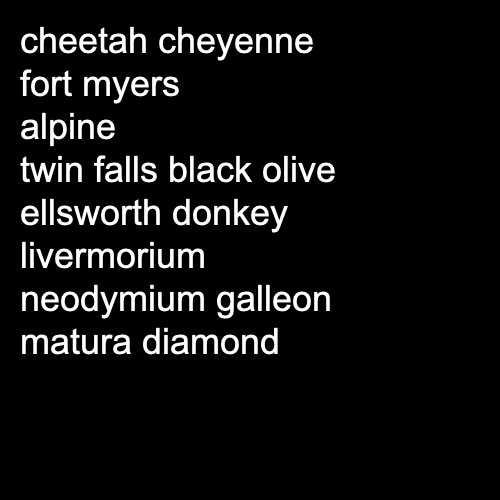 cheetah cheyenne
fort myers
alpine
twin falls black olive
ellsworth donkey
livermorium
neodymium galleon
matura diamond